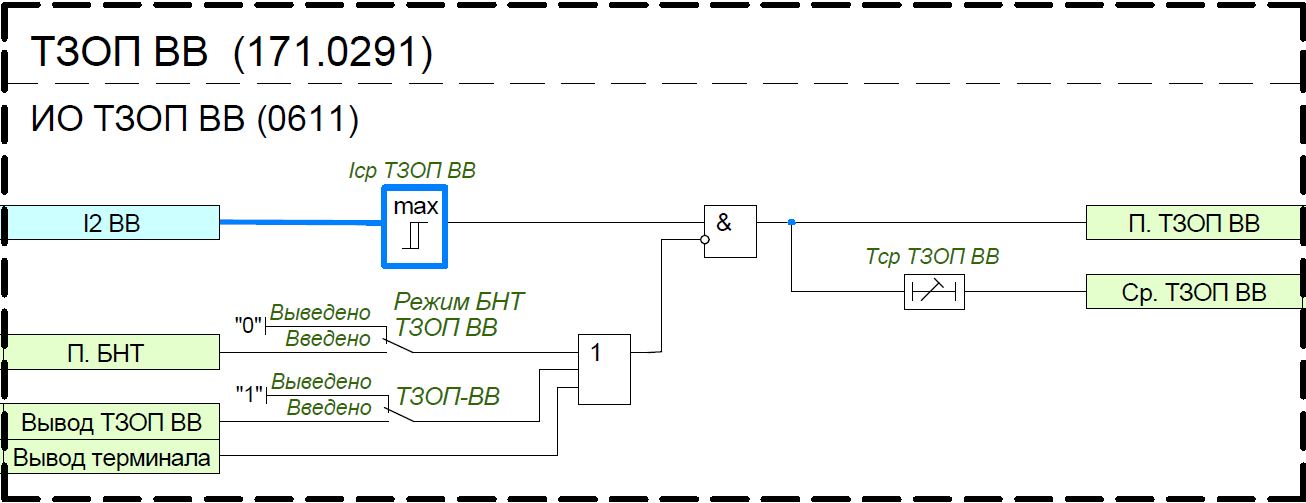 ТЗОП ВВ (171.0291)
ИО ТЗОП ВВ (0611)
Iср ТЗОП ВВ
max
I2 ВВ
&
П. ТЗОП ВВ
Тср ТЗОП ВВ
Ср. ТЗОП ВВ
"0"
Выведено
Введено
Режим БНТ
ТЗОП ВВ
П. БНТ
1
"1"
Выведено
Введено
ТЗОП-ВВ
Вывод ТЗОП ВВ
Вывод терминала